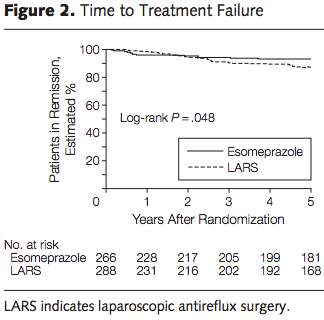 Figure 2. Time to Treatment Failure
Patients in Remission,
Estimated %
100
80
60
40
20
Log-rank P = .048
Esomeprazole
LARS
0 1 2 3 4 5
Years After Randomization
No. at risk
Esomeprazole 266 228 217 205 199 181
LARS 288 231 216 202 192 168
LARS indicates laparoscopic antireflux surgery.